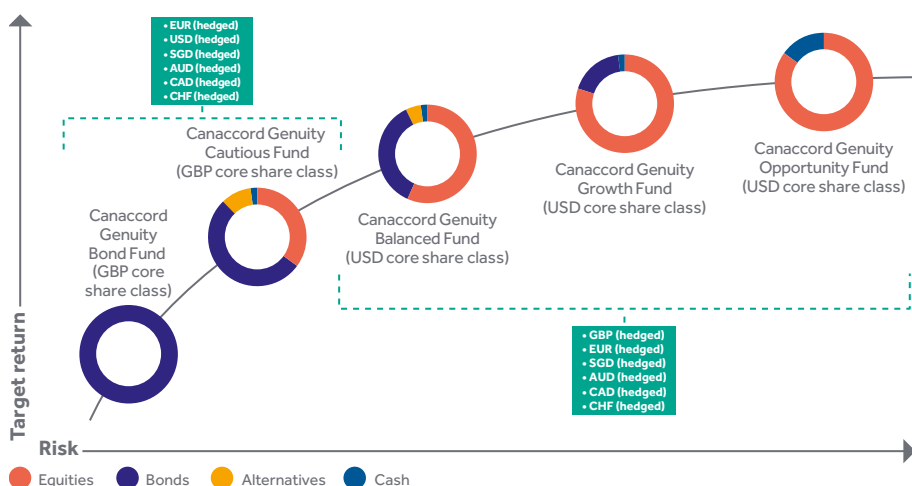 • EUR (hedged)
• USD (hedged)
• SGD (hedged)
• AUD (hedged)
• CAD (hedged)
• CHF (hedged)
Canaccord Genuity
Cautious Fund
(GBP core share class)
Canaccord
Genuity
Bond Fund
(GBP core
share class)
Canaccord Genuity
Balanced Fund
(USD core share class)
Canaccord Genuity
Growth Fund
(USD core share class)
Canaccord Genuity
Opportunity Fund
(USD core share class)
• GBP (hedged)
• EUR (hedged)
• SGD (hedged)
• AUD (hedged)
• CAD (hedged)
• CHF (hedged)
Target return
Risk
Equities
Bonds
Alternatives
Cash